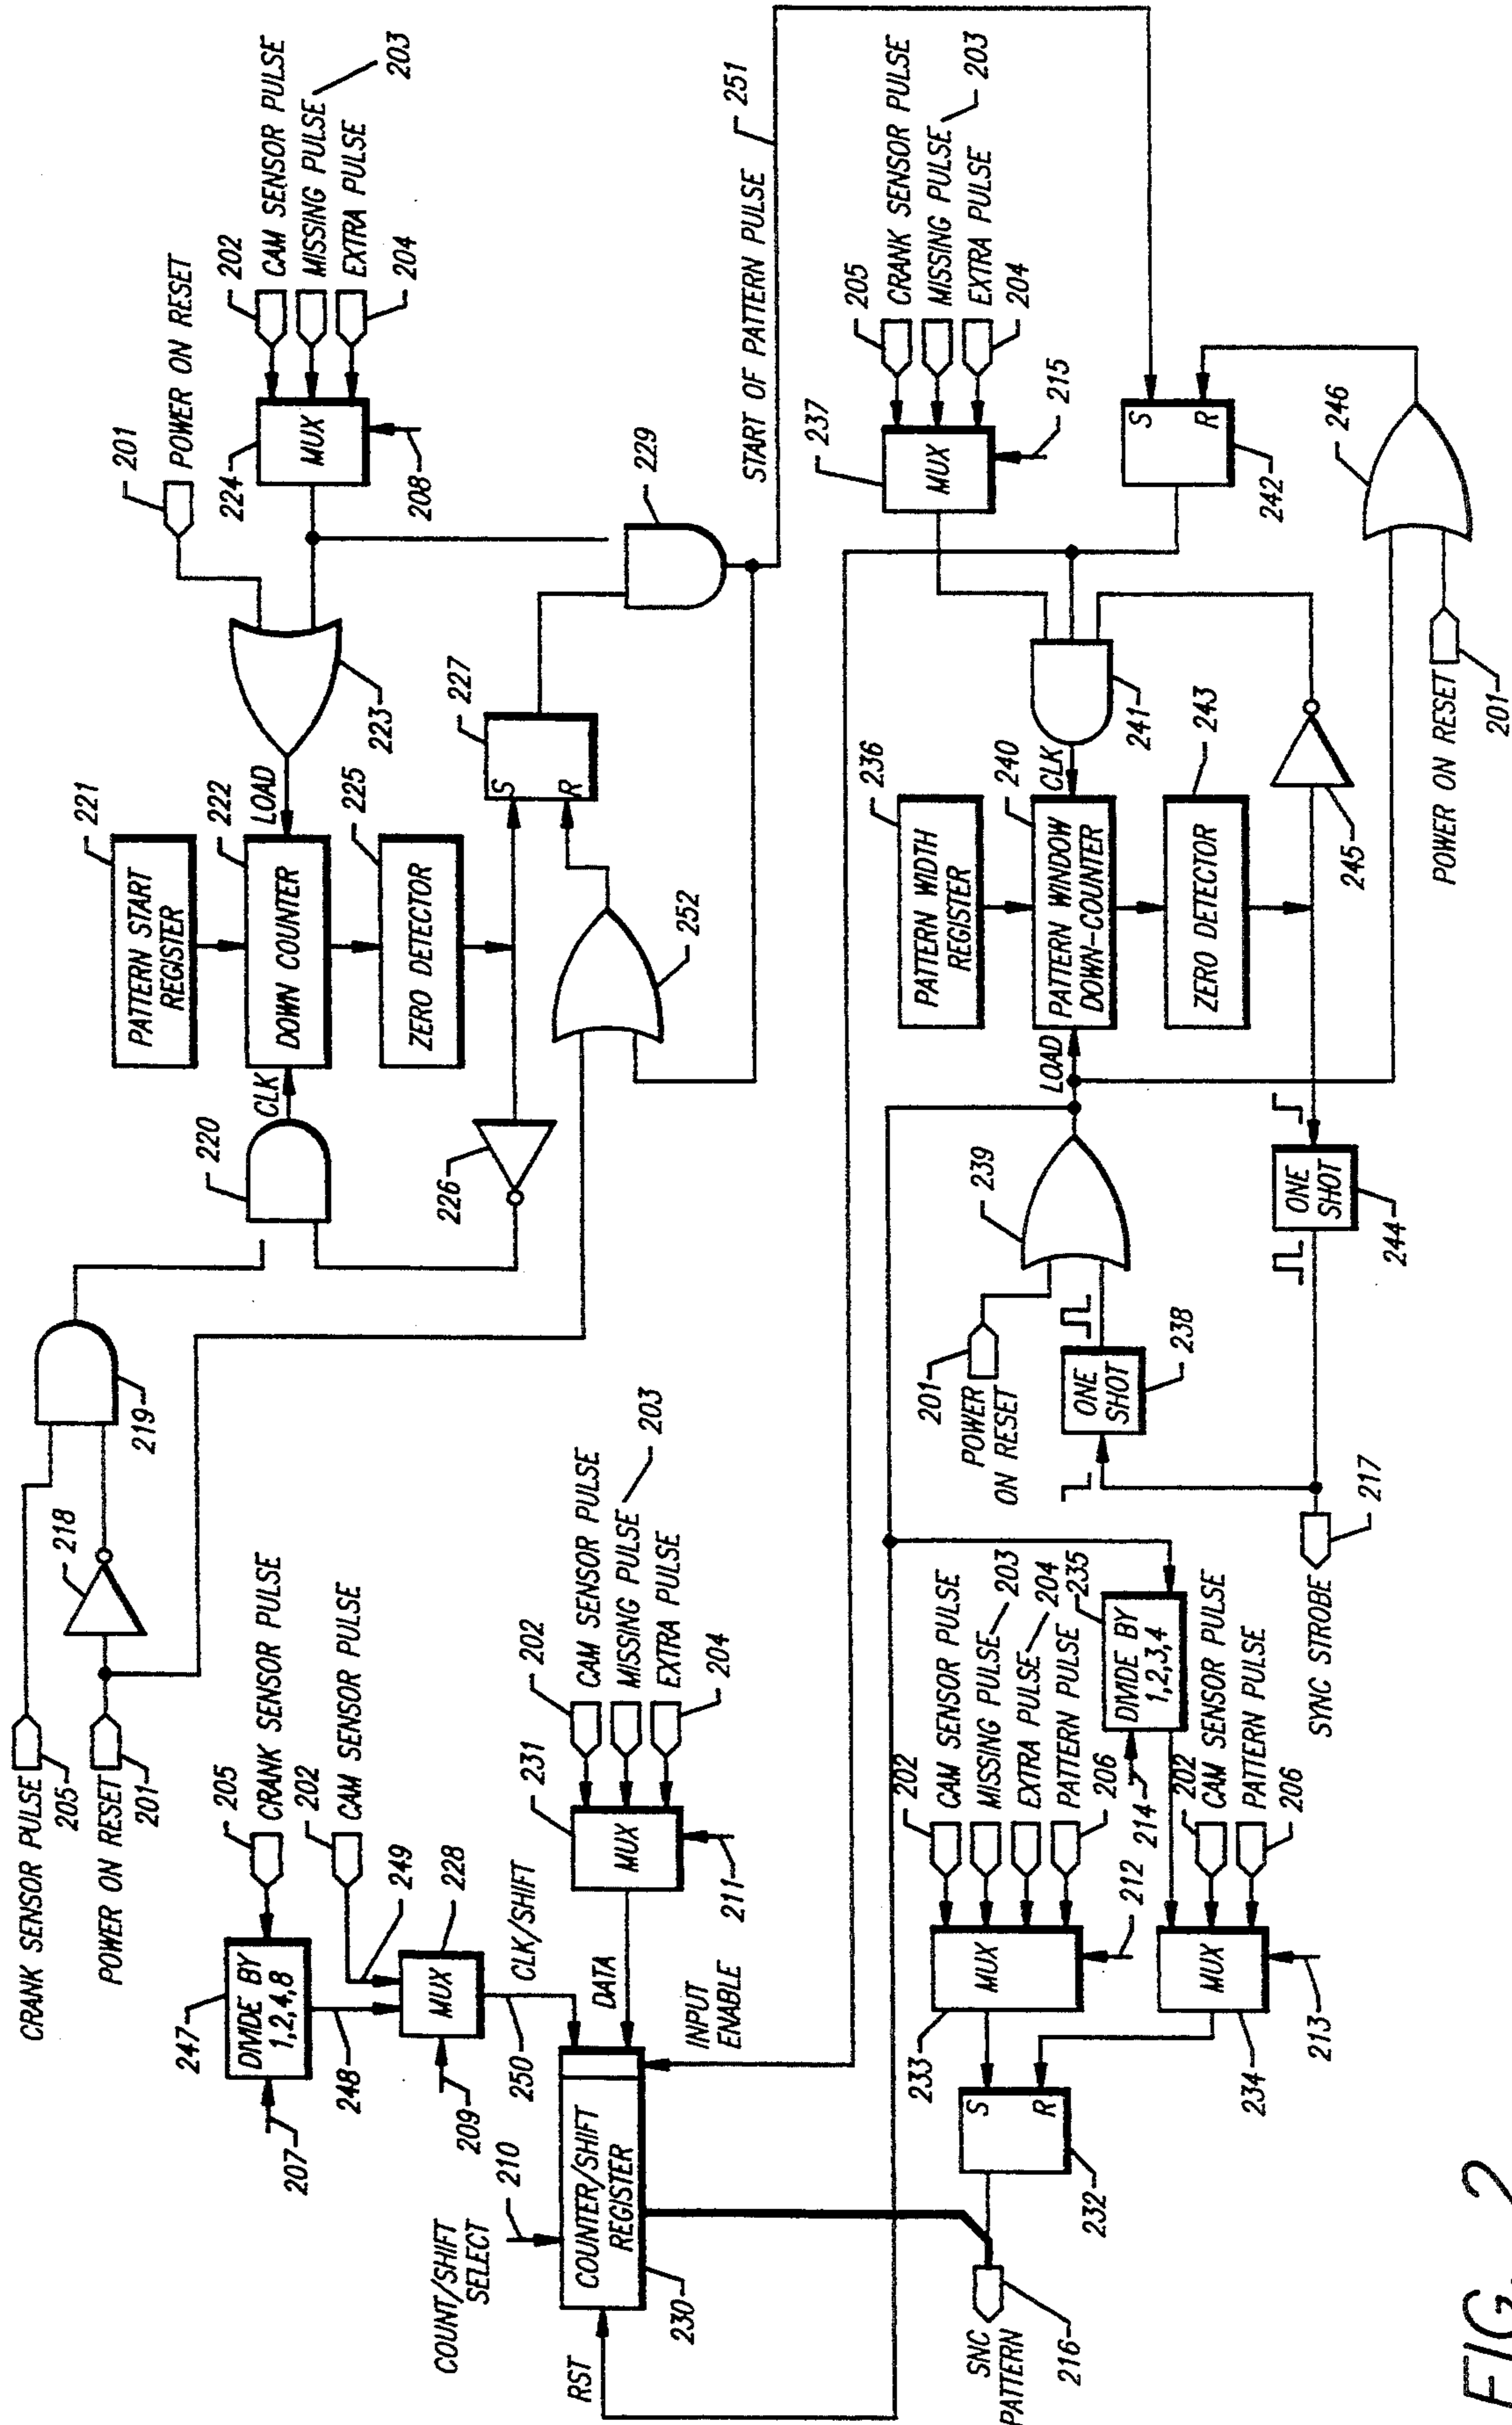 CRANK SENSOR PULSE
205
POWER ON RESET
201
218
219
220
CLK
221
PATTERN START
REGISTER
222
DOWN COUNTER
LOAD
223
225
ZERO DETECTOR
226
227
S
R
252
201
POWER ON RESET
224
MUX
208
202
CAM SENSOR PULSE
MISSING PULSE
203
EXTRA PULSE
204
229
START OF PATTERN PULSE
251
247
DIVIDE BY
1,2,4,8
207
205
CRANK SENSOR PULSE
202
CAM SENSOR PULSE
248
249
228
MUX
209
250
CLK/SHIFT
COUNT/SHIFT
SELECT
210
COUNTER/SHIFT
REGISTER
230
RST
DATA
INPUT
ENABLE
231
MUX
211
202
CAM SENSOR PULSE
MISSING PULSE
203
EXTRA PULSE
204
SNC
PATTERN
216
S
R
232
233
MUX
212
202
CAM SENSOR PULSE
MISSING PULSE
203
EXTRA PULSE
204
PATTERN PULSE
206
235
DIVIDE BY
1,2,3,4
214
234
MUX
213
202
CAM SENSOR PULSE
PATTERN PULSE
206
SYNC STROBE
217
201
POWER
ON RESET
ONE
SHOT
238
239
LOAD
ONE
SHOT
244
236
PATTERN WIDTH
REGISTER
240
PATTERN WINDOW
DOWN-COUNTER
CLK
241
243
ZERO DETECTOR
245
237
MUX
215
205
CRANK SENSOR PULSE
MISSING PULSE
203
EXTRA PULSE
204
S
R
242
246
POWER ON RESET
201
FIG. 2